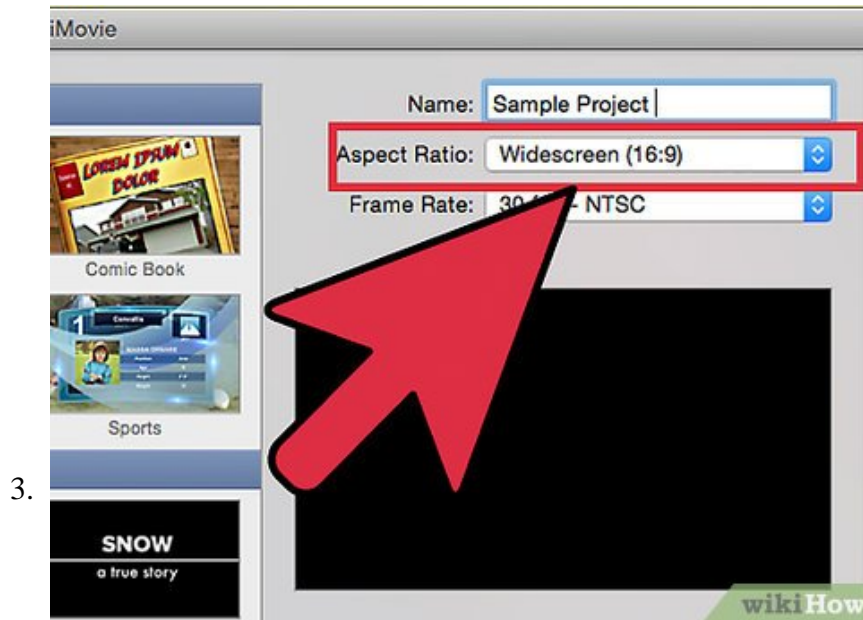 iMovie
Name: Sample Project
Aspect Ratio: Widescreen (16:9)
Frame Rate: - NTSC
LOREM IPSUM
DOLOR
Comic Book
1
Sports
3.
SNOW
a true story
wikiHow